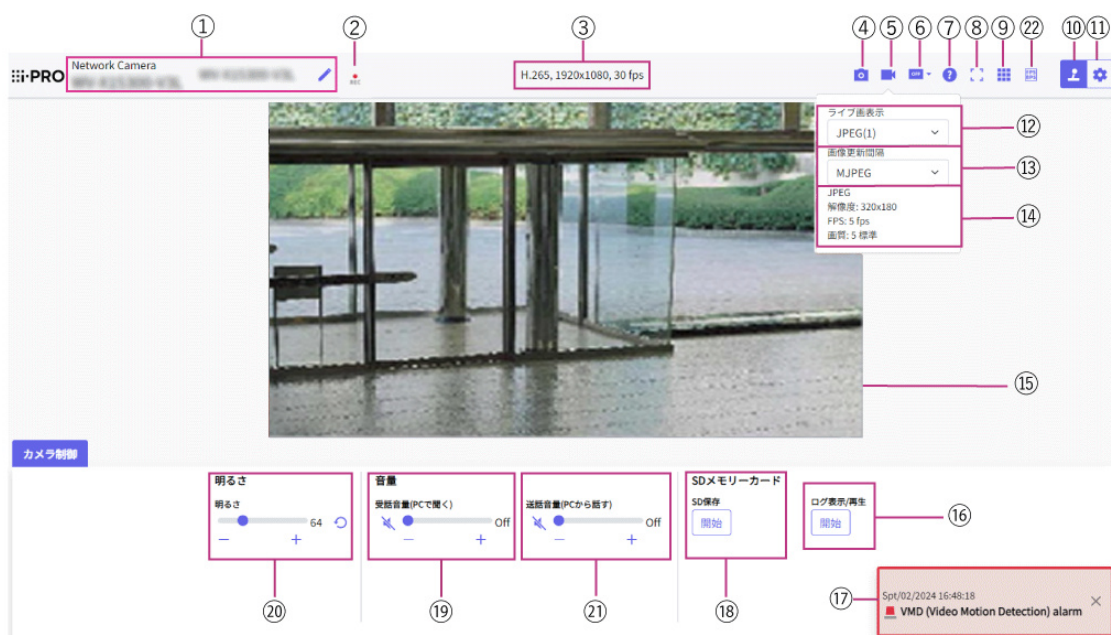 ① ② ③ ④ ⑤ ⑥ ⑦ ⑧ ⑨ ㉒ ⑩ ⑪
i-PRO
Network Camera
REC
H.265, 1920x1080, 30 fps
OFF
ライブ画表示
JPEG(1)
⑫
画像更新間隔
MJPEG
⑬
JPEG
解像度: 320x180
FPS: 5 fps
画質: 5 標準
⑭
⑮
カメラ制御
明るさ
明るさ
64
− +
音量
受話音量(PCで聞く)
Off
− +
送話音量(PCから話す)
Off
− +
SDメモリーカード
SD保存
開始
ログ表示/再生
開始
⑯
⑳ ⑲ ㉑ ⑱ ⑰
Spt/02/2024 16:48:18
VMD (Video Motion Detection) alarm